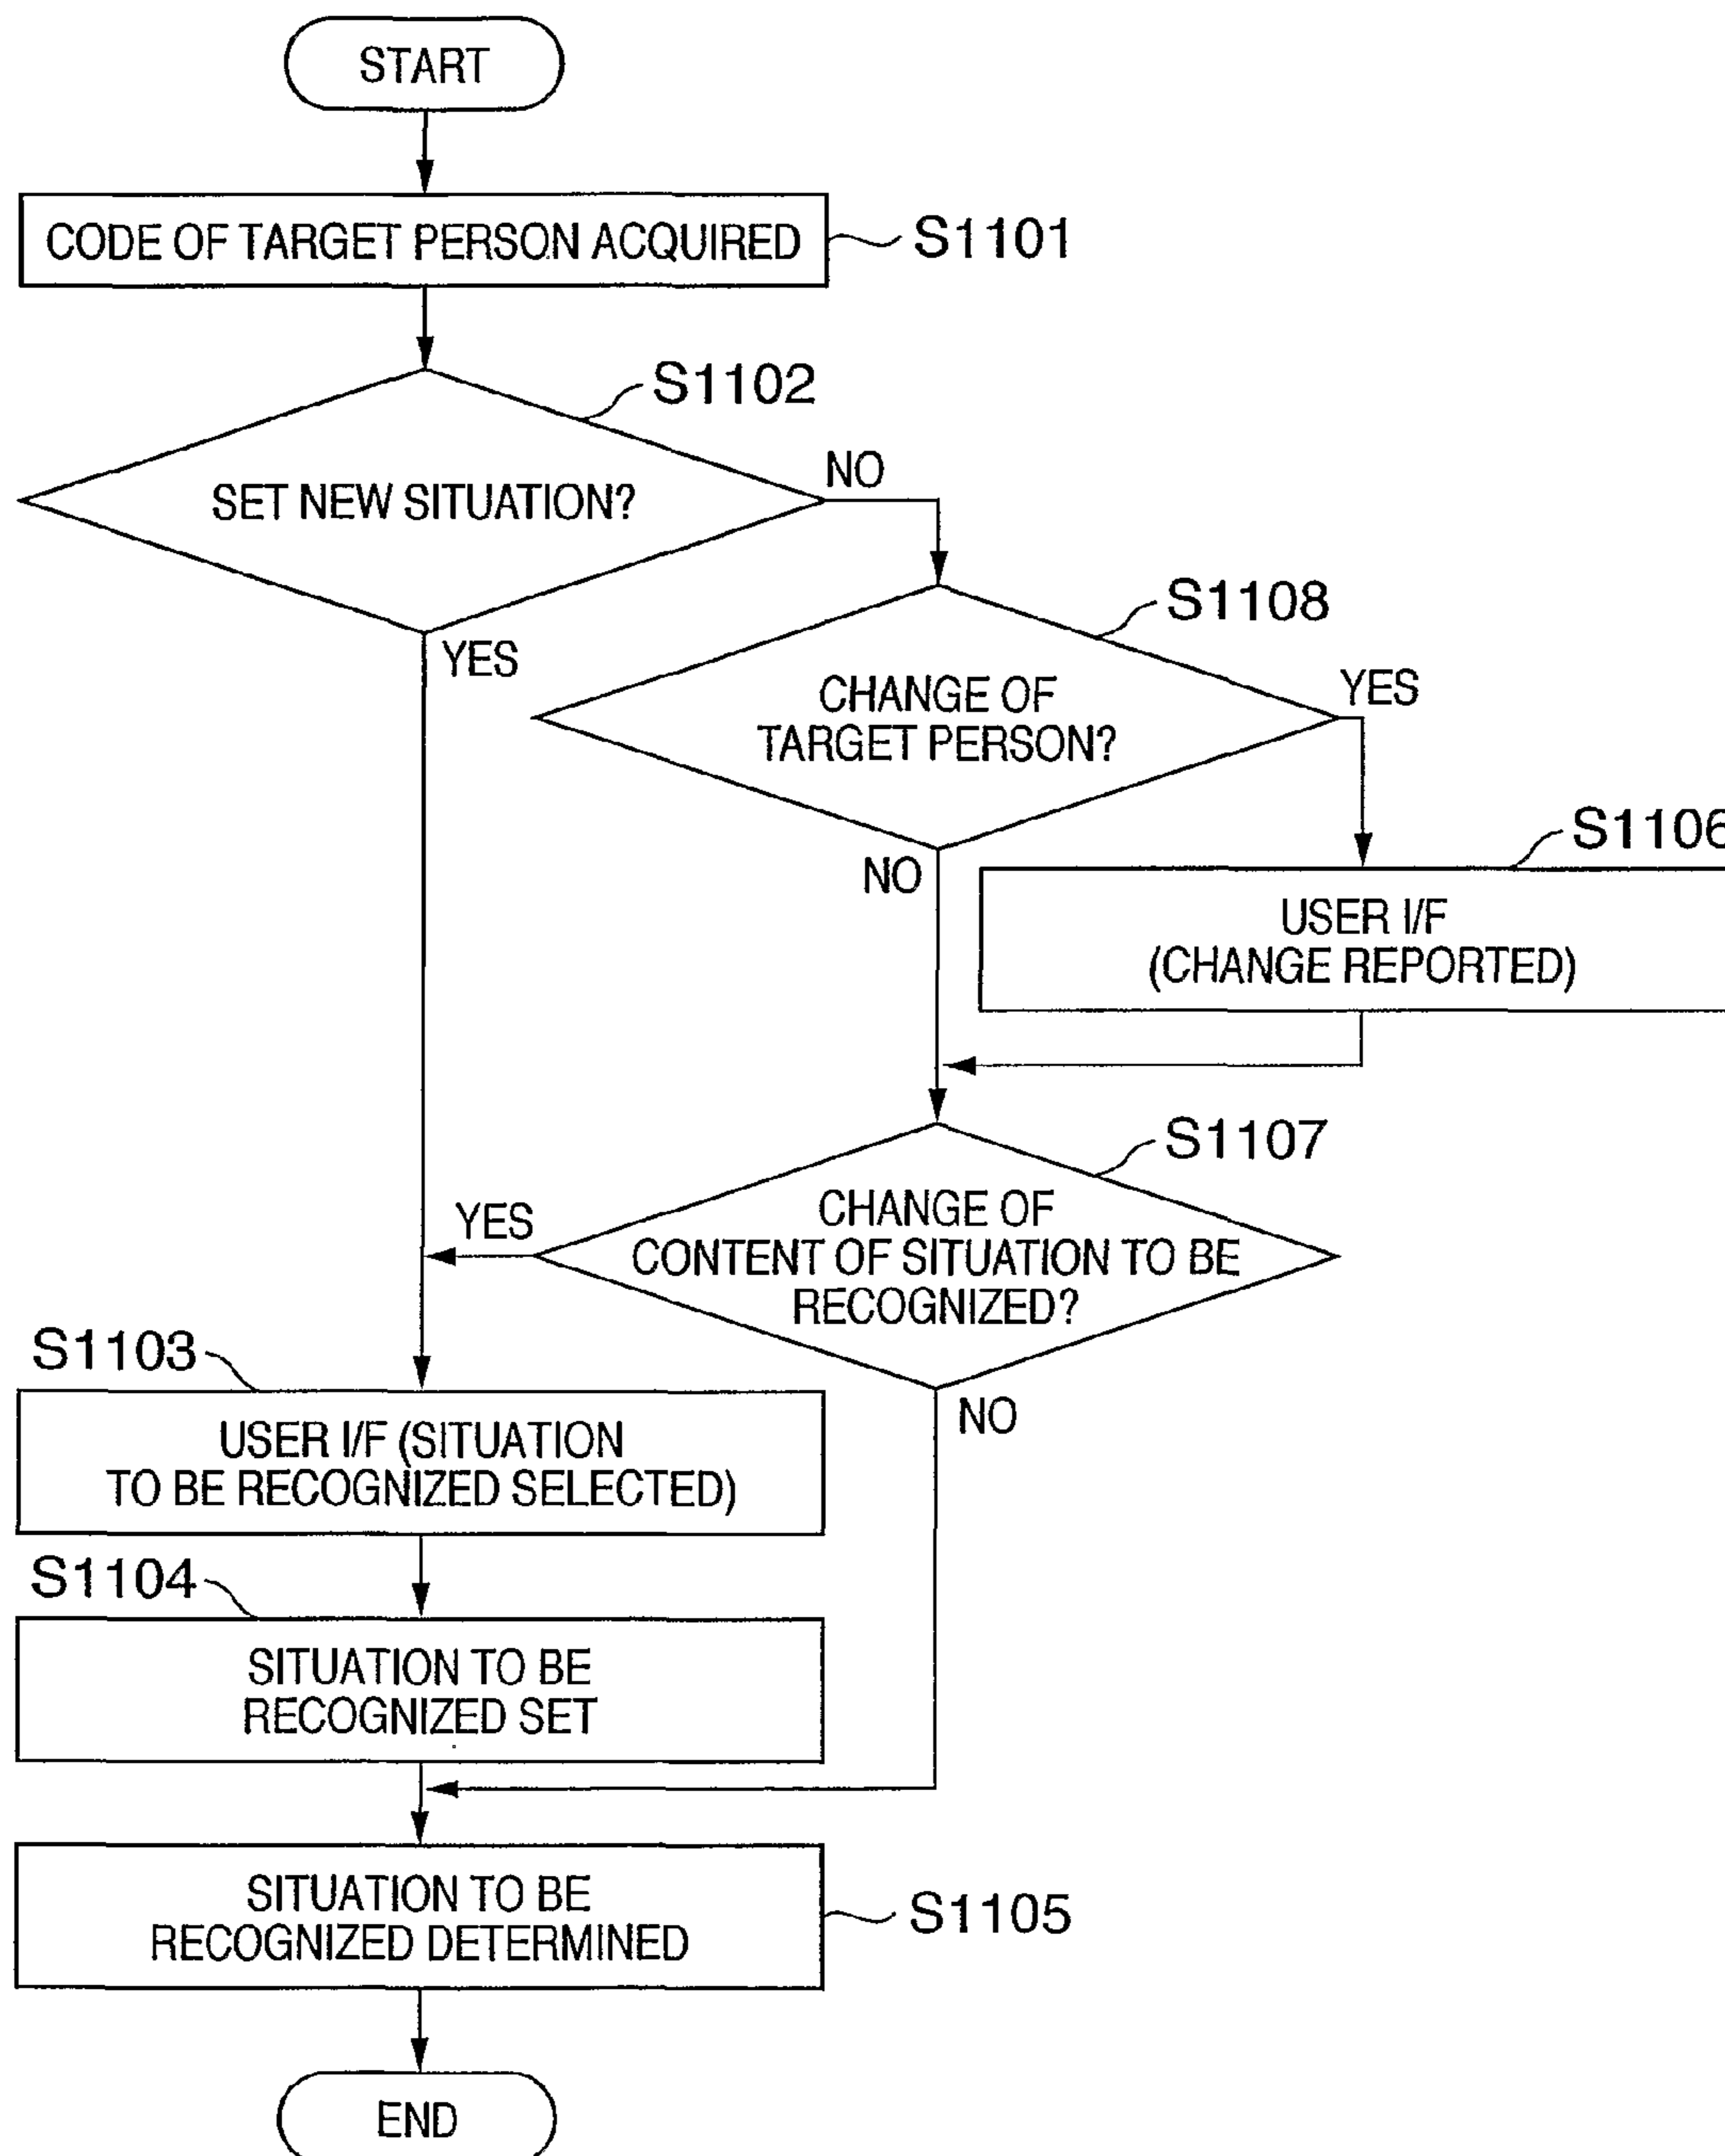 START
CODE OF TARGET PERSON ACQUIRED
S1101
S1102
SET NEW SITUATION?
NO
YES
S1108
CHANGE OF
TARGET PERSON?
YES
NO
S1106
USER I/F
(CHANGE REPORTED)
S1107
CHANGE OF
CONTENT OF SITUATION TO BE
RECOGNIZED?
YES
NO
S1103
USER I/F (SITUATION
TO BE RECOGNIZED SELECTED)
S1104
SITUATION TO BE
RECOGNIZED SET
SITUATION TO BE
RECOGNIZED DETERMINED
S1105
END